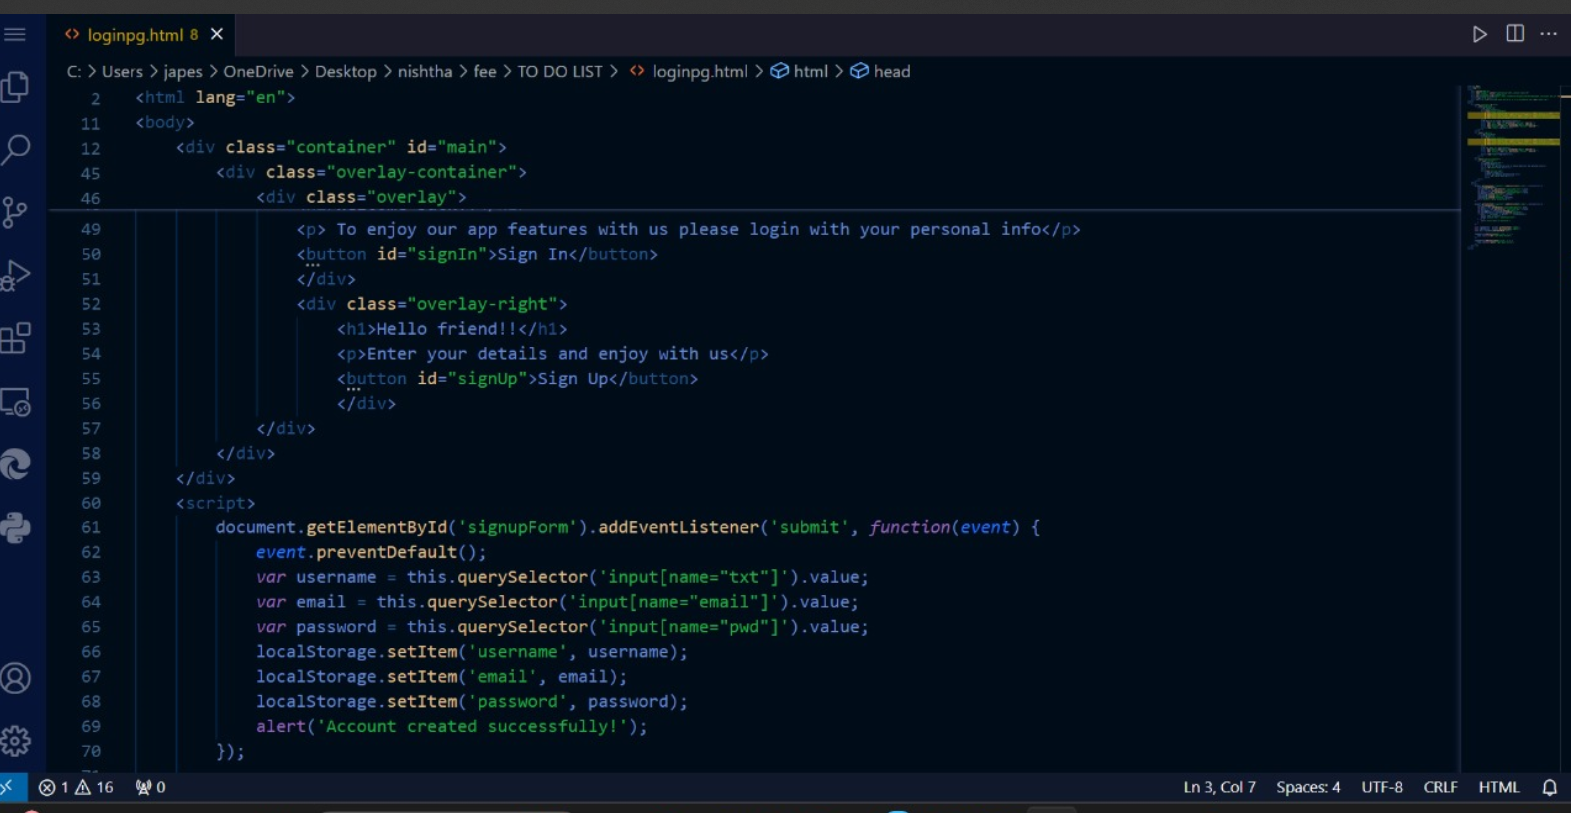 loginpg.html 8
C: > Users > japes > OneDrive > Desktop > nishtha > fee > TO DO LIST > loginpg.html > html > head
2 <html lang="en">
11 <body>
12 <div class="container" id="main">
45 <div class="overlay-container">
46 <div class="overlay">
49 <p> To enjoy our app features with us please login with your personal info</p>
50 <button id="signIn">Sign In</button>
51 </div>
52 <div class="overlay-right">
53 <h1>Hello friend!!</h1>
54 <p>Enter your details and enjoy with us</p>
55 <button id="signUp">Sign Up</button>
56 </div>
57 </div>
58 </div>
59 </div>
60 <script>
61 document.getElementById('signupForm').addEventListener('submit', function(event) {
62 event.preventDefault();
63 var username = this.querySelector('input[name="txt"]').value;
64 var email = this.querySelector('input[name="email"]').value;
65 var password = this.querySelector('input[name="pwd"]').value;
66 localStorage.setItem('username', username);
67 localStorage.setItem('email', email);
68 localStorage.setItem('password', password);
69 alert('Account created successfully!');
70 });
1 16 0 Ln 3, Col 7 Spaces: 4 UTF-8 CRLF HTML